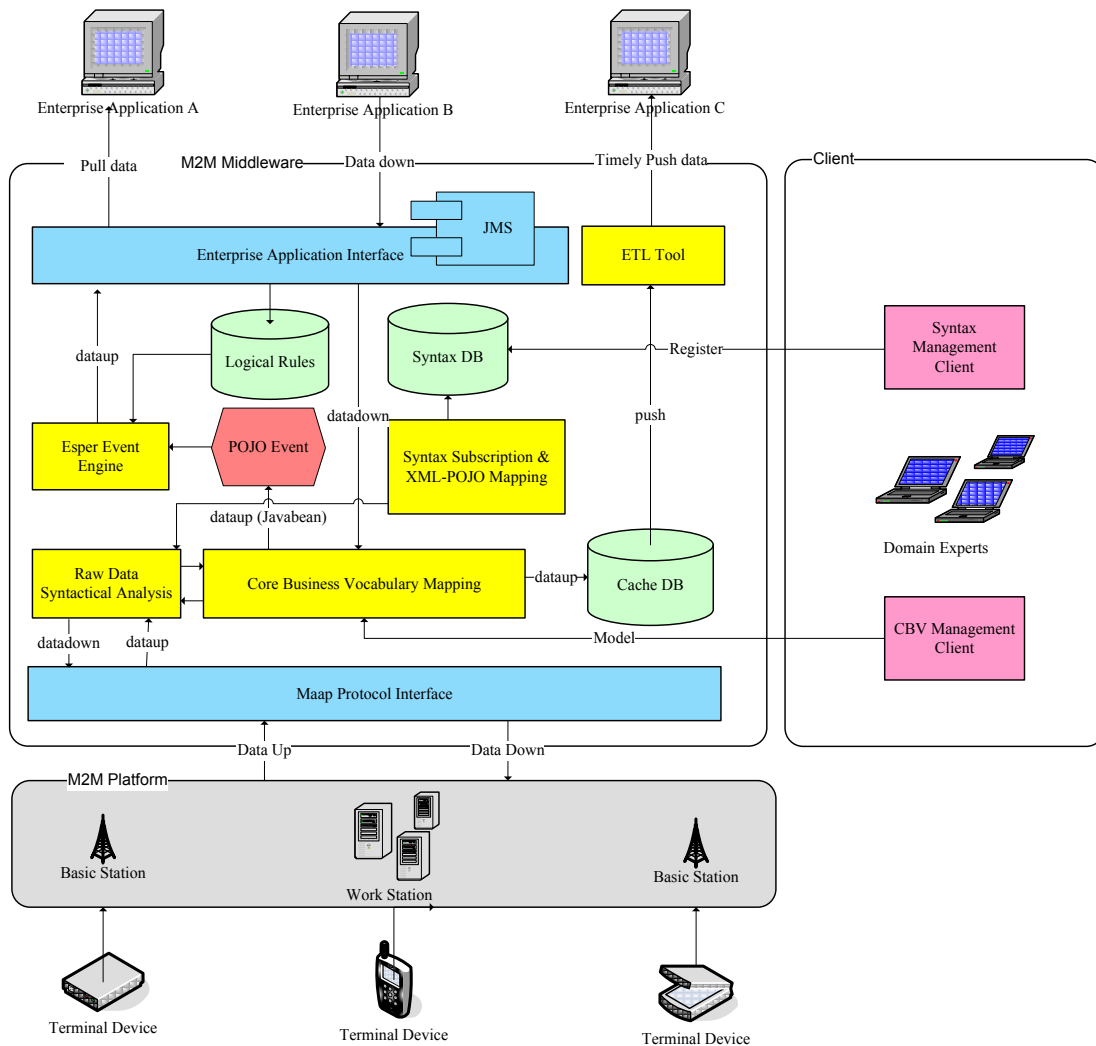 Enterprise Application A
Enterprise Application B
Enterprise Application C
Pull data
M2M Middleware
Data down
Timely Push data
Client
JMS
Enterprise Application Interface
ETL Tool
Logical Rules
Syntax DB
Register
Syntax
Management
Client
dataup
datadown
push
Esper Event
Engine
POJO Event
Syntax Subscription &
XML-POJO Mapping
dataup (Javabean)
Domain Experts
Raw Data
Syntactical Analysis
Core Business Vocabulary Mapping
dataup
Cache DB
CBV Management
Client
datadown
dataup
Model
Maap Protocol Interface
Data Up
Data Down
M2M Platform
Basic Station
Work Station
Basic Station
Terminal Device
Terminal Device
Terminal Device